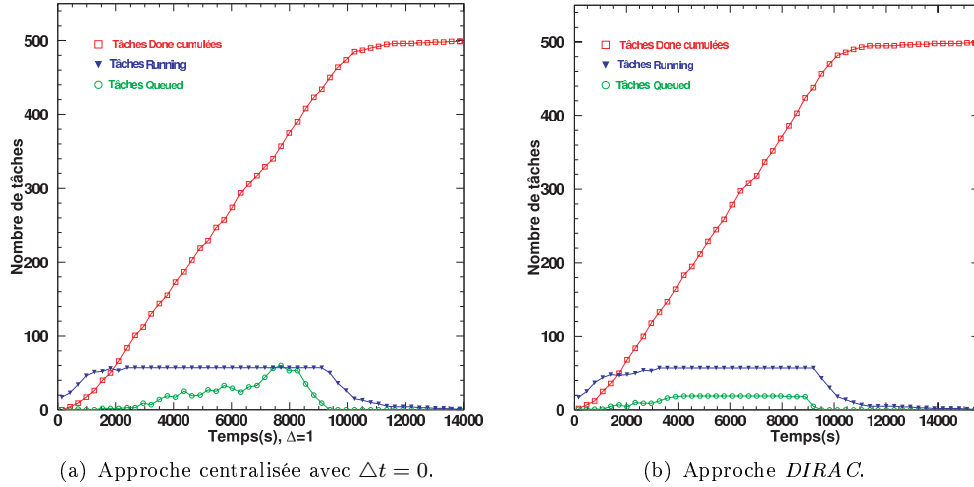 500
400
300
200
100
0
Nombre de tâches
Tâches Done cumulées
Tâches Running
Tâches Queued
0 2000 4000 6000 8000 10000 12000 14000
Temps(s), Δ=1
(a) Approche centralisée avec △t = 0.
500
400
300
200
100
0
Nombre de tâches
Tâches Done cumulées
Tâches Running
Tâches Queued
0 2000 4000 6000 8000 10000 12000 14000
Temps(s)
(b) Approche DIRAC.